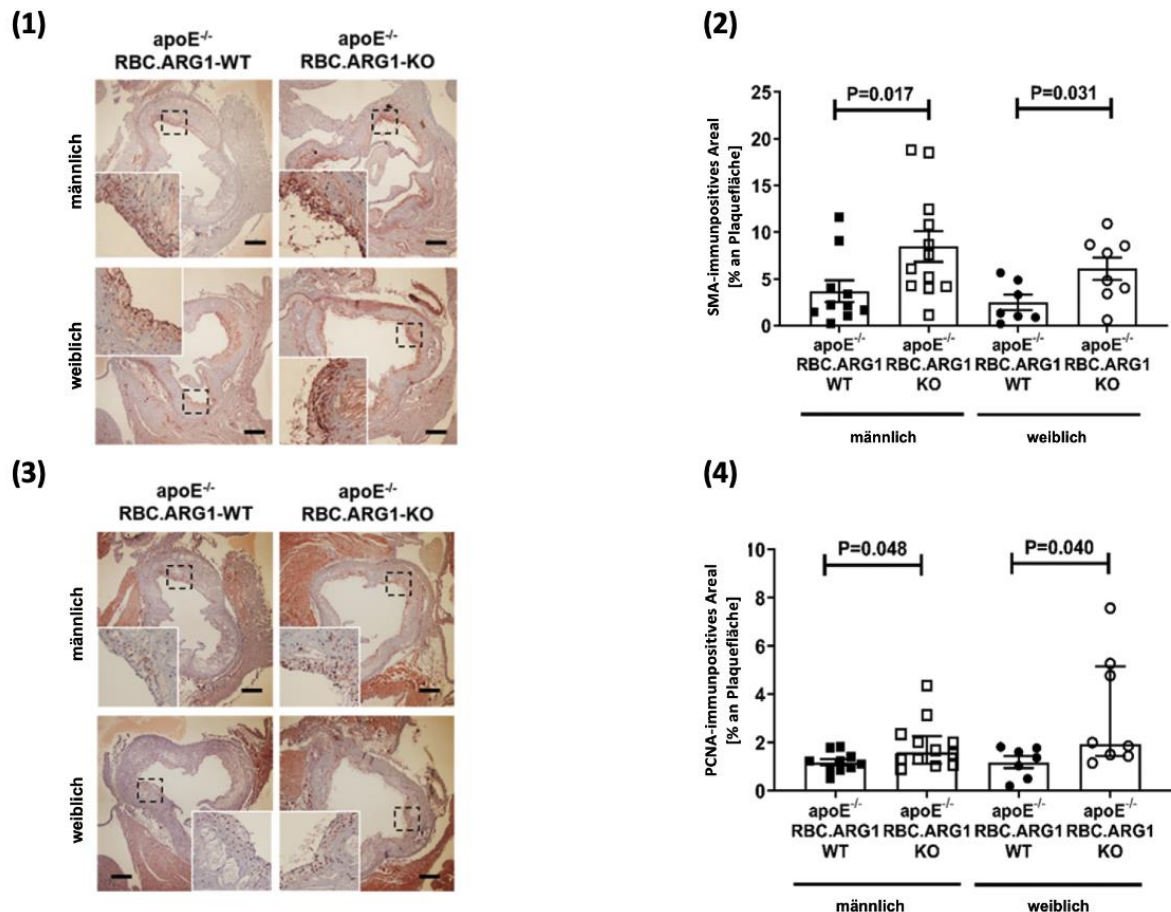 (1)
apoE-/-
RBC.ARG1-WT
apoE-/-
RBC.ARG1-KO
männlich
weiblich
(2)
SMA-immunpositives Areal
[% an Plaquefläche]
25
20
15
10
5
0
P=0.017
P=0.031
apoE-/-
RBC.ARG1
WT
apoE-/-
RBC.ARG1
KO
apoE-/-
RBC.ARG1
WT
apoE-/-
RBC.ARG1
KO
männlich
weiblich
(3)
apoE-/-
RBC.ARG1-WT
apoE-/-
RBC.ARG1-KO
männlich
weiblich
(4)
PCNA-immunpositives Areal
[% an Plaquefläche]
10
8
6
4
2
0
P=0.048
P=0.040
apoE-/-
RBC.ARG1
WT
apoE-/-
RBC.ARG1
KO
apoE-/-
RBC.ARG1
WT
apoE-/-
RBC.ARG1
KO
männlich
weiblich